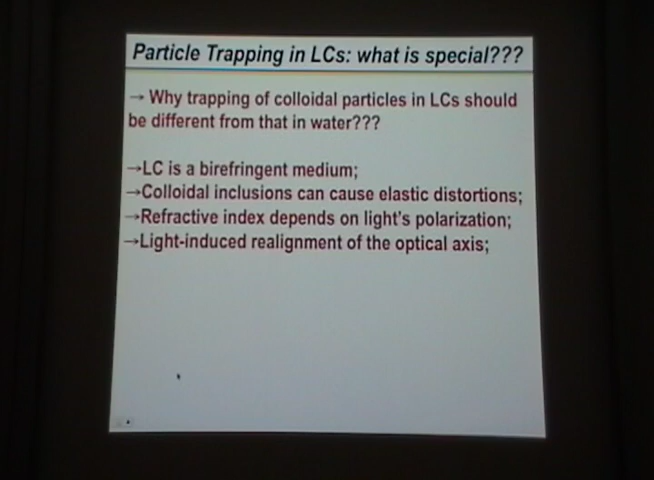 Particle Trapping in LCs: what is special???
→ Why trapping of colloidal particles in LCs should
be different from that in water???
→LC is a birefringent medium;
→Colloidal inclusions can cause elastic distortions;
→Refractive index depends on light's polarization;
→Light-induced realignment of the optical axis;